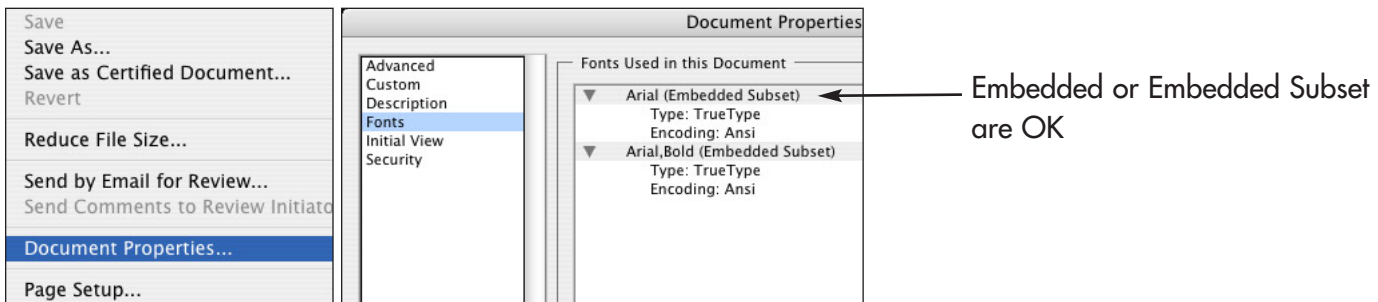 Save
Save As...
Save as Certified Document...
Revert
Reduce File Size...
Send by Email for Review...
Send Comments to Review Initiato
Document Properties...
Page Setup...
Document Properties
Advanced
Custom
Description
Fonts
Initial View
Security
Fonts Used in this Document
Arial (Embedded Subset)
Type: TrueType
Encoding: Ansi
Arial,Bold (Embedded Subset)
Type: TrueType
Encoding: Ansi
Embedded or Embedded Subset
are OK